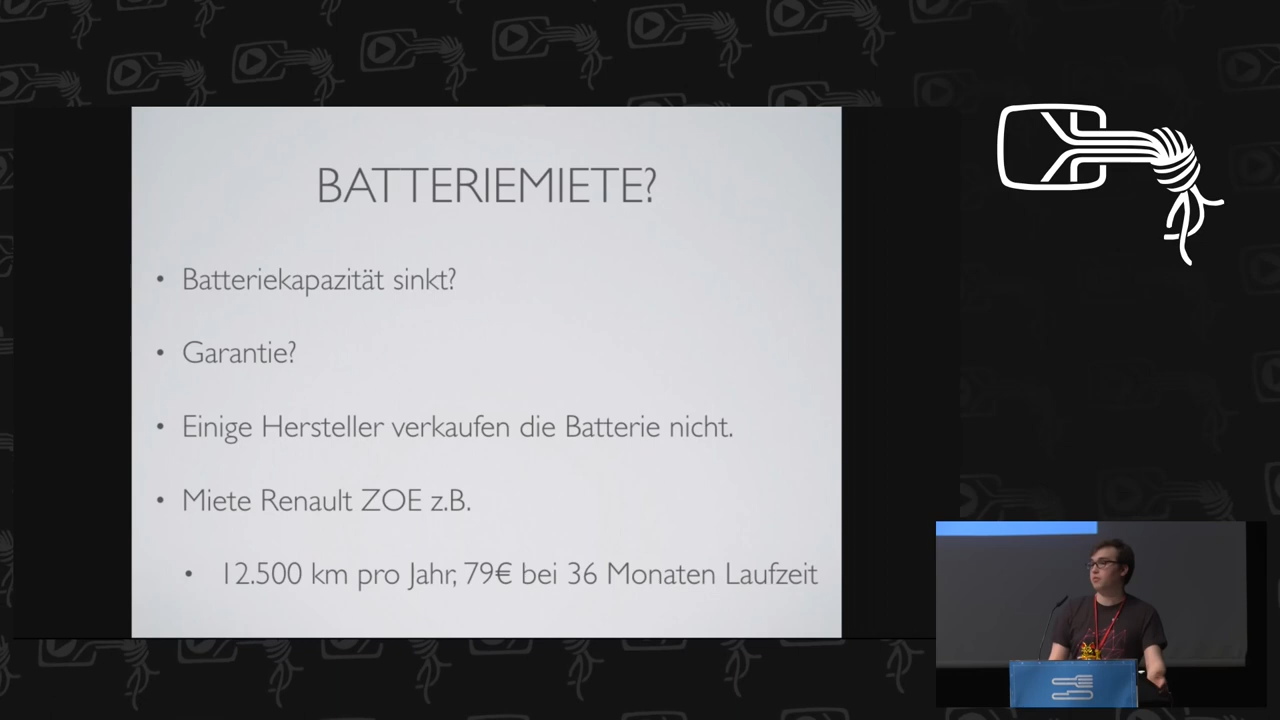 BATTERIEMIETE?
• Batteriekapazität sinkt?
• Garantie?
• Einige Hersteller verkaufen die Batterie nicht.
• Miete Renault ZOE z.B.
• 12.500 km pro Jahr, 79€ bei 36 Monaten Laufzeit